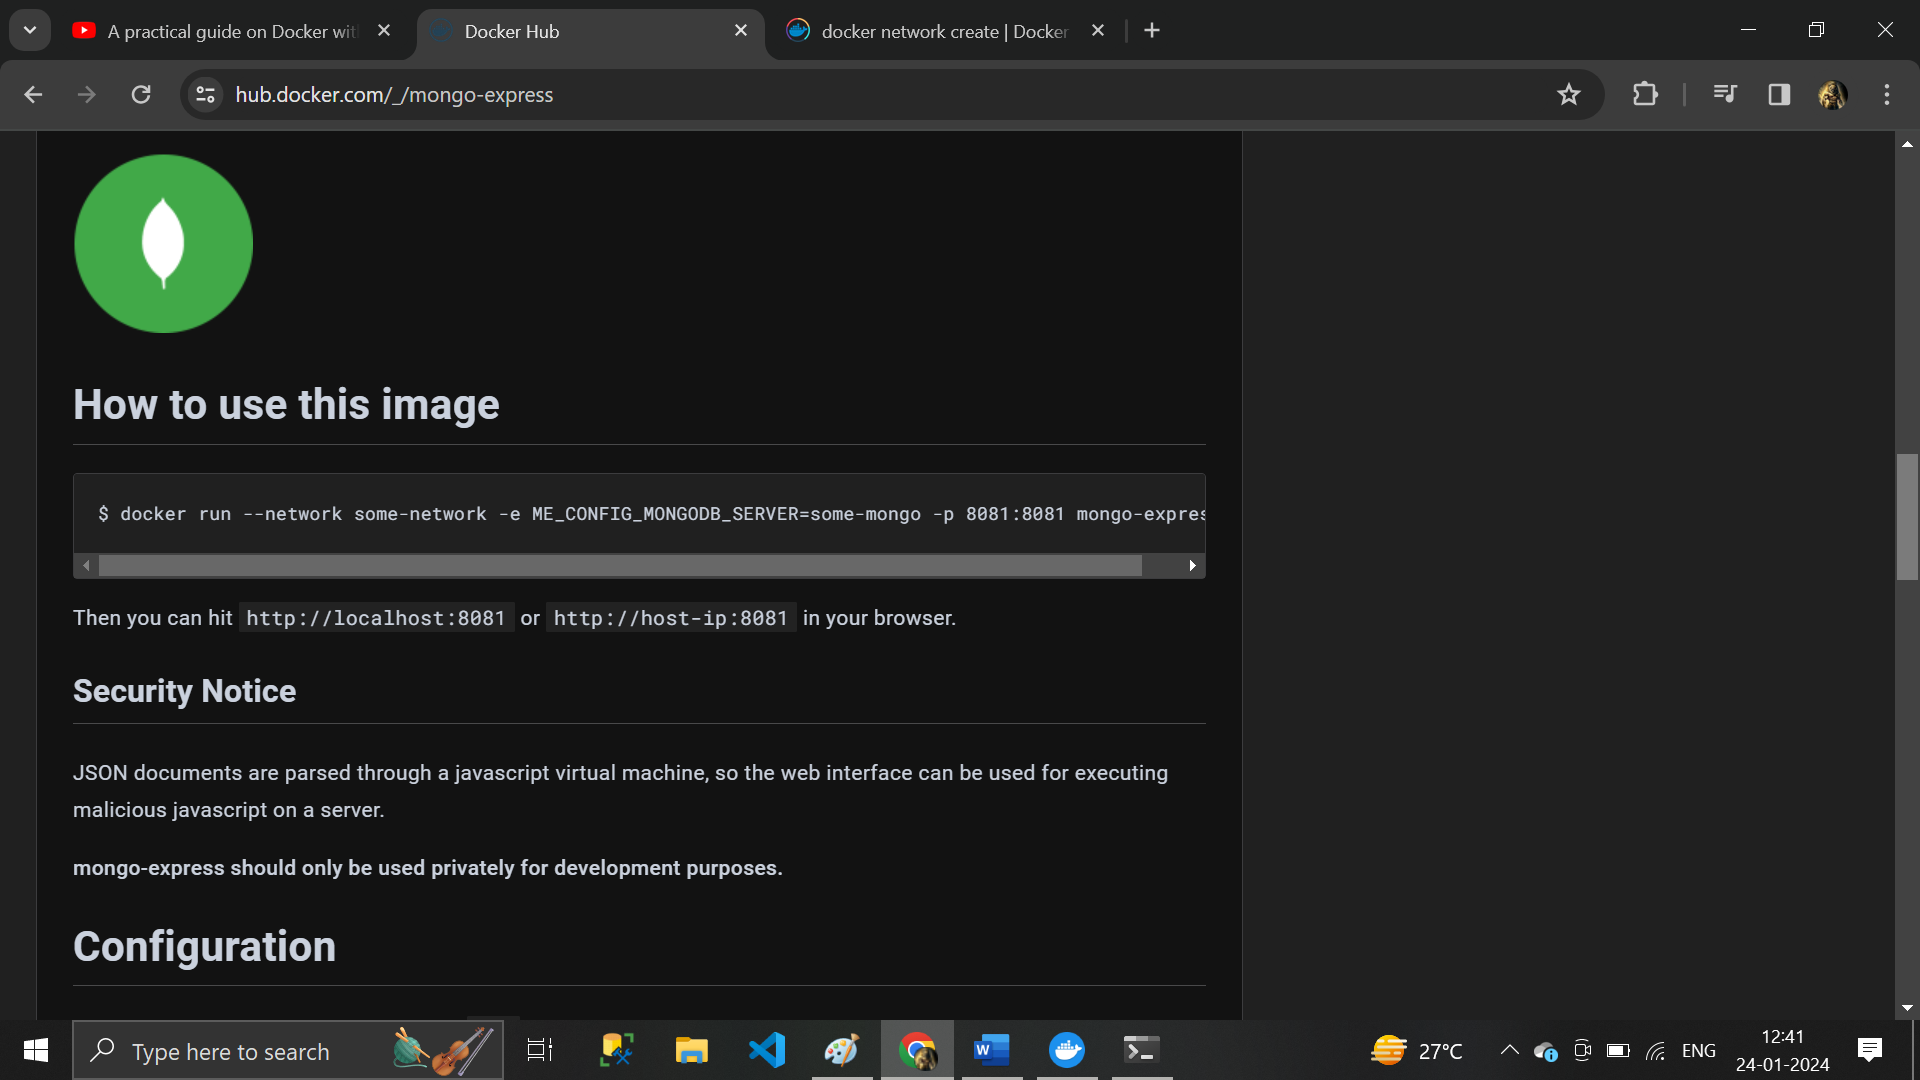 A practical guide on Docker wit
Docker Hub
docker network create | Docker
hub.docker.com/_/mongo-express
How to use this image
$ docker run --network some-network -e ME_CONFIG_MONGODB_SERVER=some-mongo -p 8081:8081 mongo-expres
Then you can hit http://localhost:8081 or http://host-ip:8081 in your browser.
Security Notice
JSON documents are parsed through a javascript virtual machine, so the web interface can be used for executing
malicious javascript on a server.
mongo-express should only be used privately for development purposes.
Configuration
Type here to search
W
27°C
ENG
12:41
24-01-2024